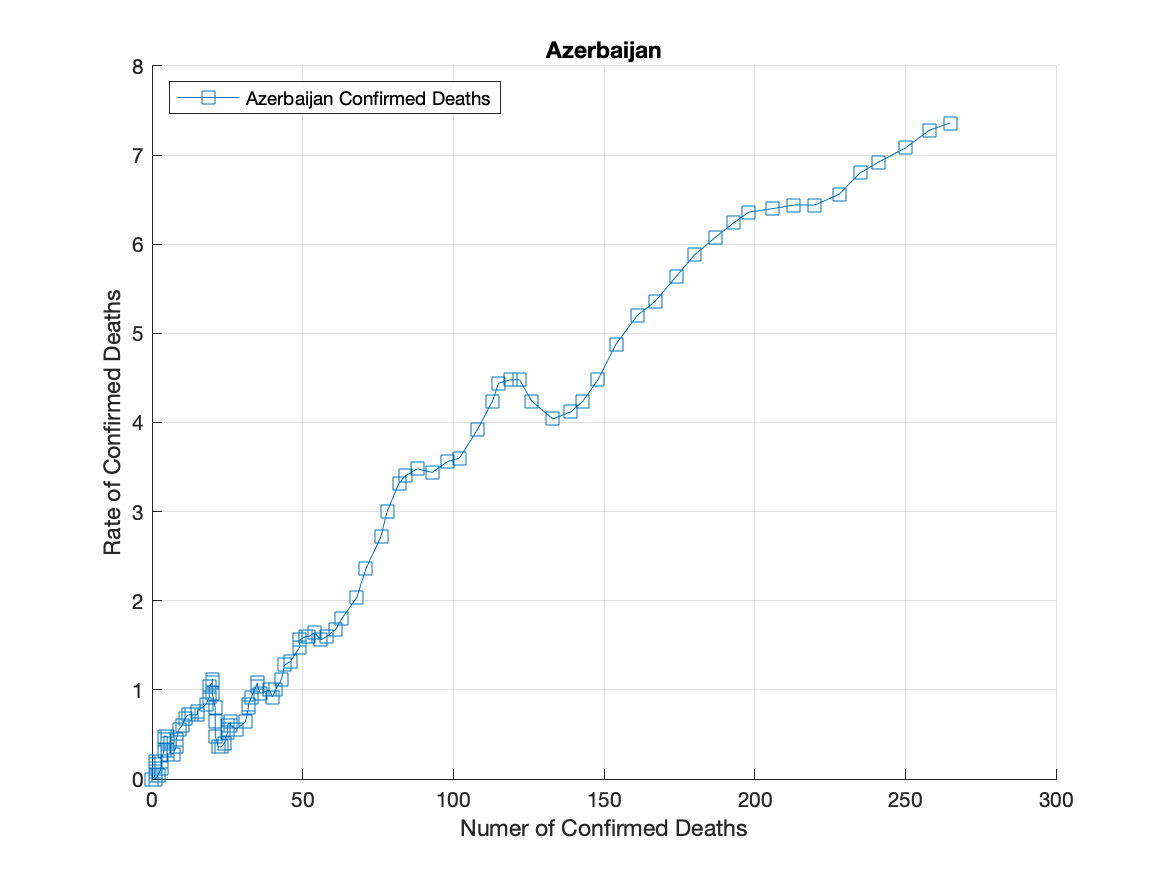 Azerbaijan
Azerbaijan Confirmed Deaths
8
7
6
5
4
3
2
1
0
Rate of Confirmed Deaths
0 50 100 150 200 250 300
Numer of Confirmed Deaths